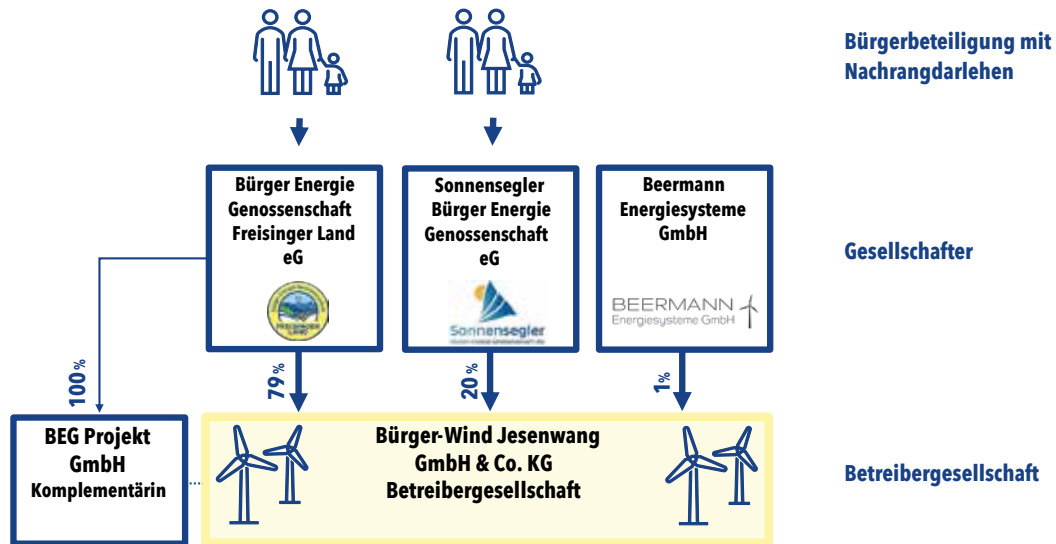 Bürgerbeteiligung mit
Nachrangdarlehen
Bürger Energie
Genossenschaft
Freisinger Land
eG
FREISINGER
LAND
Sonnensegler
Bürger Energie
Genossenschaft
eG
Sonnensegler
Beermann
Energiesysteme
GmbH
BEERMANN
Energiesysteme GmbH
Gesellschafter
100%
79%
20%
1%
BEG Projekt
GmbH
Komplementärin
Bürger-Wind Jesenwang
GmbH & Co. KG
Betreibergesellschaft
Betreibergesellschaft